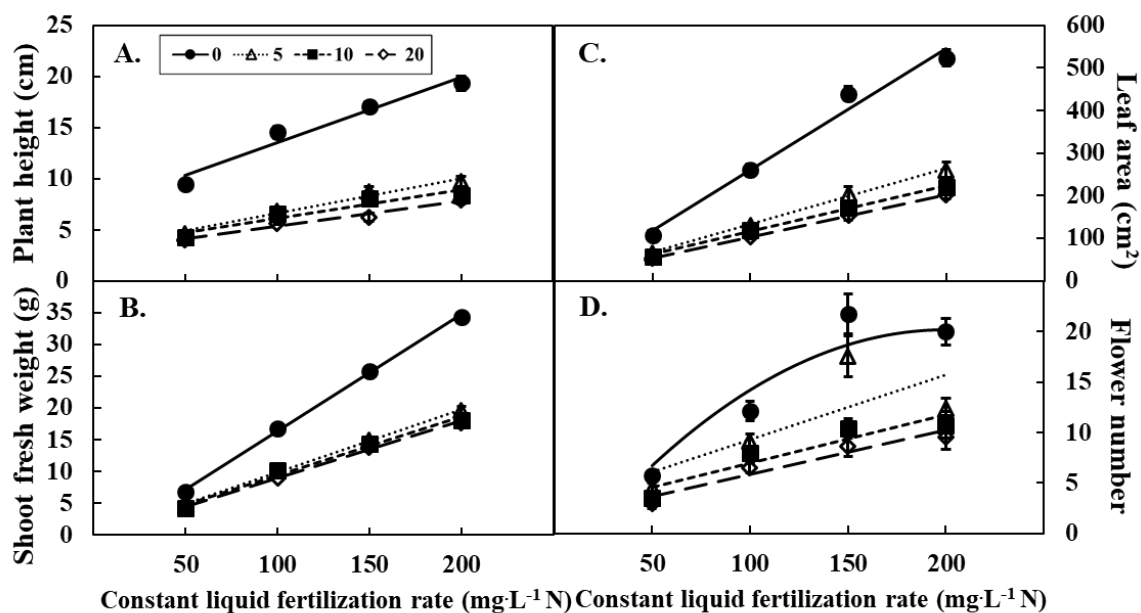 A.
0 5 10 20
Plant height (cm)
25
20
15
10
5
0
C.
Leaf area (cm²)
600
500
400
300
200
100
0
B.
Shoot fresh weight (g)
35
30
25
20
15
10
5
0
D.
Flower number
20
15
10
5
0
50 100 150 200
50 100 150 200
Constant liquid fertilization rate (mg·L⁻¹ N)
Constant liquid fertilization rate (mg·L⁻¹ N)